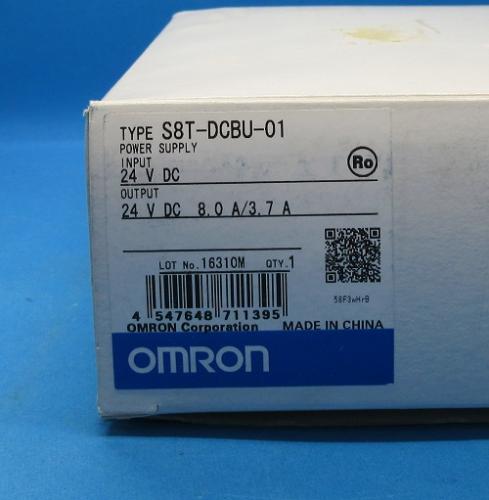 TYPE S8T-DCBU-01
POWER SUPPLY
INPUT
24 V DC
Ro
OUTPUT
24 V DC 8.0 A/3.7 A
LOT No. 16310M QTY.1
58F3wHrB
4 547648 711395
OMRON Corporation MADE IN CHINA
OMRON